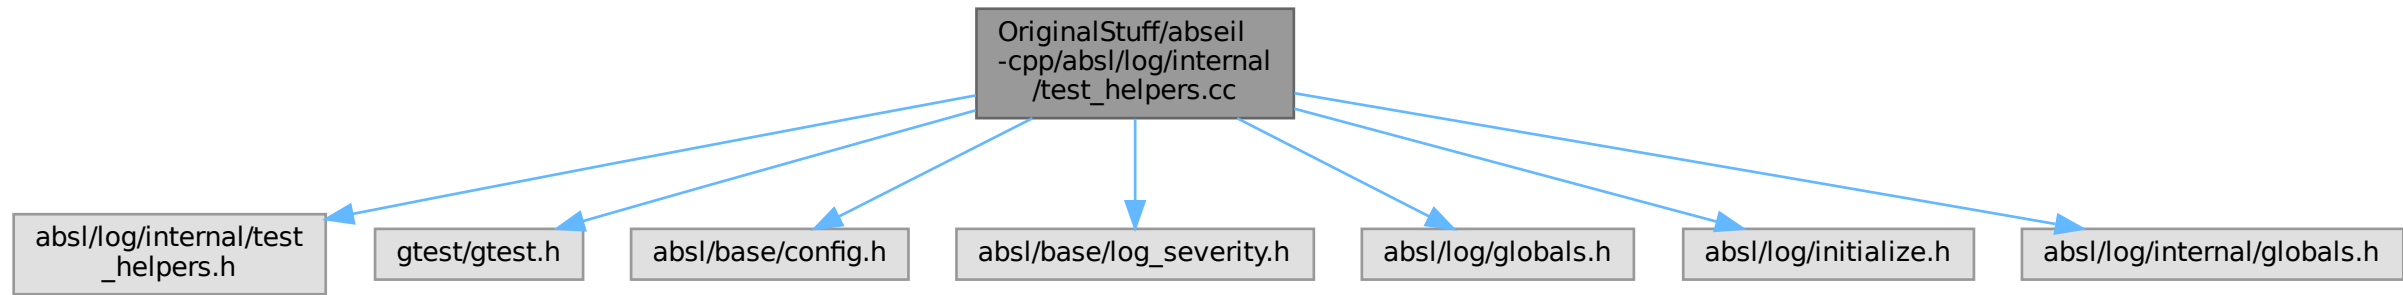 OriginalStuff/abseil
-cpp/absl/log/internal
/test_helpers.cc
absl/log/internal/test
_helpers.h
gtest/gtest.h
absl/base/config.h
absl/base/log_severity.h
absl/log/globals.h
absl/log/initialize.h
absl/log/internal/globals.h